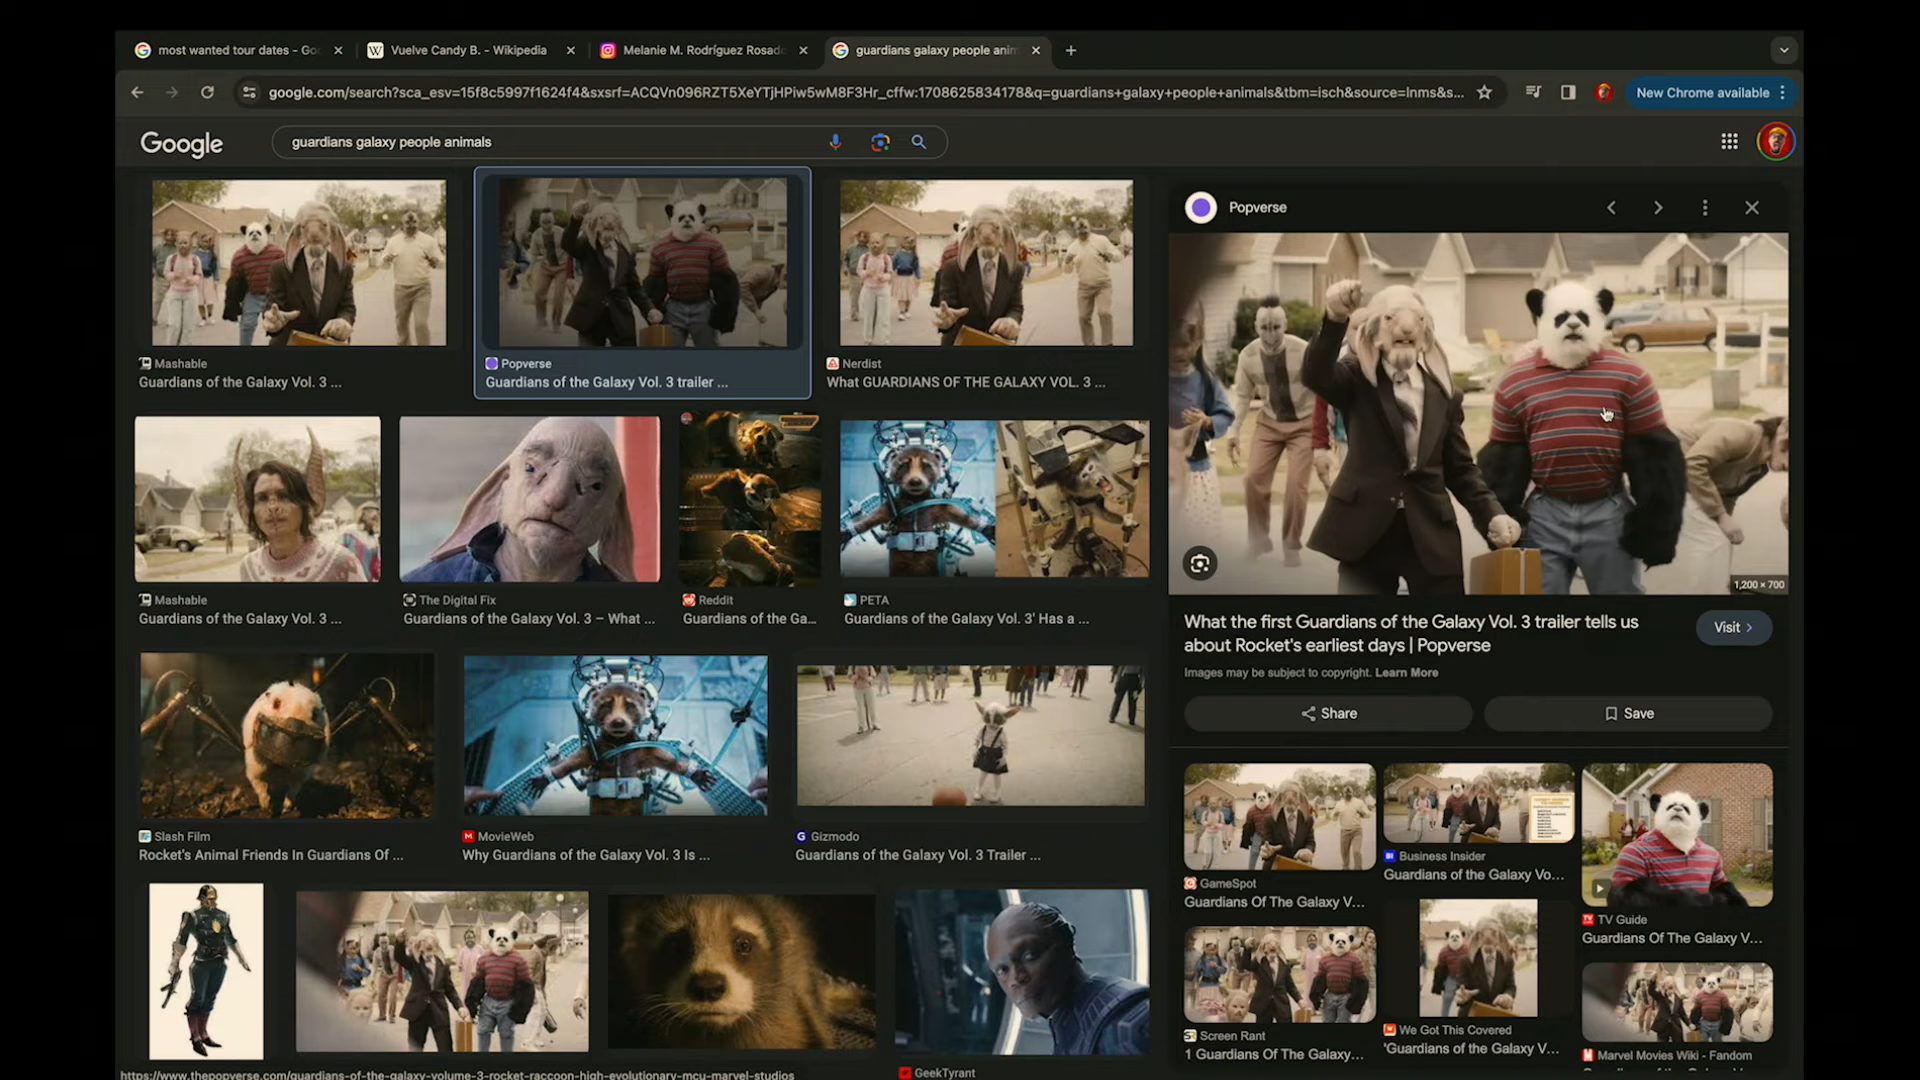 most wanted tour dates - Go
Vuelve Candy B. - Wikipedia
Melanie M. Rodríguez Rosad
guardians galaxy people anim
google.com/search?sca_esv=15f8c5997f1624f4&sxsrf=ACQVn096RZT5XeYTjHPiw5wM8F3Hr_cffw:1708625834178&q=guardians+galaxy+people+animals&tbm=isch&source=lnms&s...
New Chrome available
Google
guardians galaxy people animals
Mashable
Guardians of the Galaxy Vol. 3 ...
Popverse
Guardians of the Galaxy Vol. 3 trailer ...
Nerdist
What GUARDIANS OF THE GALAXY VOL. 3 ...
Mashable
Guardians of the Galaxy Vol. 3 ...
The Digital Fix
Guardians of the Galaxy Vol. 3 – What ...
Reddit
Guardians of the Ga...
PETA
Guardians of the Galaxy Vol. 3' Has a ...
Slash Film
Rocket's Animal Friends In Guardians Of ...
MovieWeb
Why Guardians of the Galaxy Vol. 3 Is ...
Gizmodo
Guardians of the Galaxy Vol. 3 Trailer ...
GeekTyrant
https://www.thepopverse.com/guardians-of-the-galaxy-volume-3-rocket-raccoon-high-evolutionary-mcu-marvel-studios
Popverse
1,200 × 700
What the first Guardians of the Galaxy Vol. 3 trailer tells us
about Rocket's earliest days | Popverse
Visit
Images may be subject to copyright. Learn More
Share
Save
GameSpot
Guardians Of The Galaxy V...
Business Insider
Guardians of the Galaxy Vo...
TV Guide
Guardians Of The Galaxy V...
Screen Rant
1 Guardians Of The Galaxy...
We Got This Covered
'Guardians of the Galaxy V...
Marvel Movies Wiki - Fandom